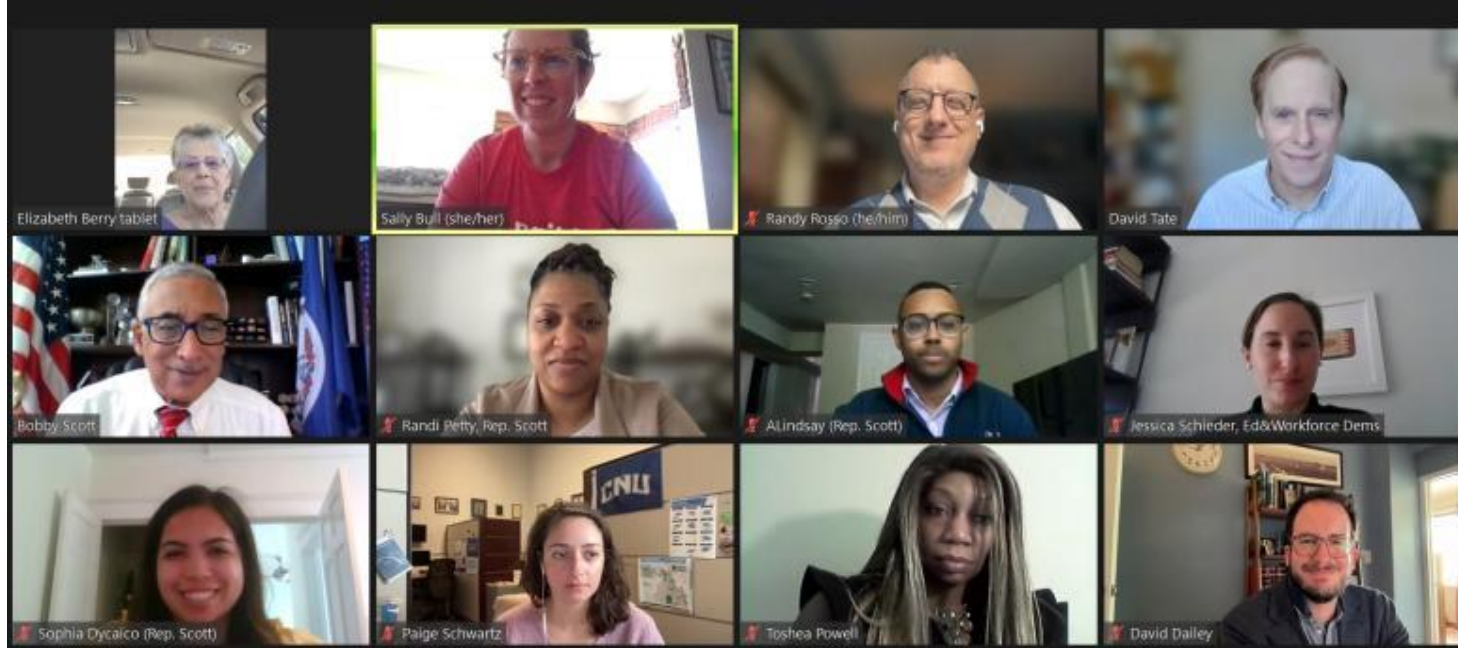 Elizabeth Berry tablet
Sally Bull (she/her)
Randy Rosso (he/him)
David Tate
Bobby Scott
Randi Petty, Rep. Scott
ALindsay (Rep. Scott)
Jessica Schieder, Ed&Workforce Dems
Sophia Dycaico (Rep. Scott)
CNU
Paige Schwartz
Toshea Powell
David Dailey